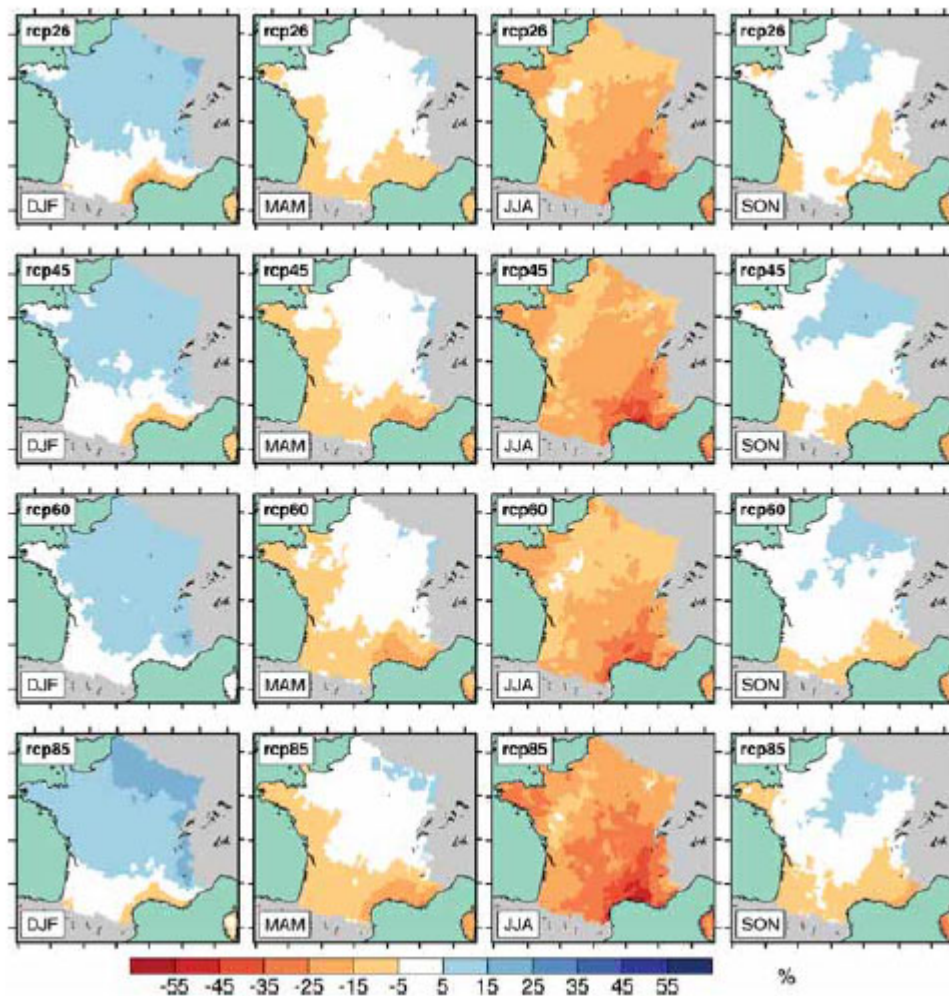 rcp26
rcp26
rcp26
rcp26
DJF
MAM
JJA
SON
rcp45
rcp45
rcp45
rcp45
DJF
MAM
JJA
SON
rcp60
rcp60
rcp60
rcp60
DJF
MAM
JJA
SON
rcp85
rcp85
rcp85
rcp85
DJF
MAM
JJA
SON
-55 -45 -35 -25 -15 -5 5 15 25 35 45 55 %